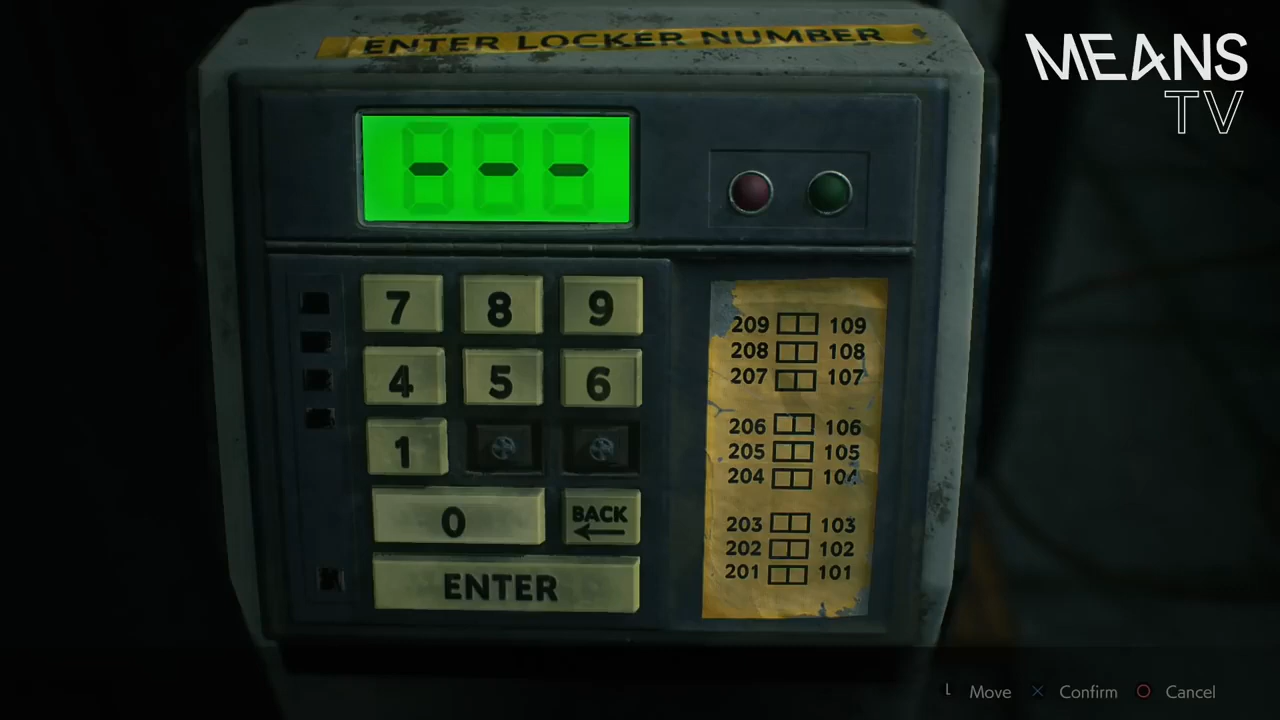 ENTER LOCKER NUMBER
MEANS
TV
- - -
7 8 9
4 5 6
1
0 BACK
ENTER
209 109
208 108
207 107
206 106
205 105
204 104
203 103
202 102
201 101
L Move X Confirm O Cancel